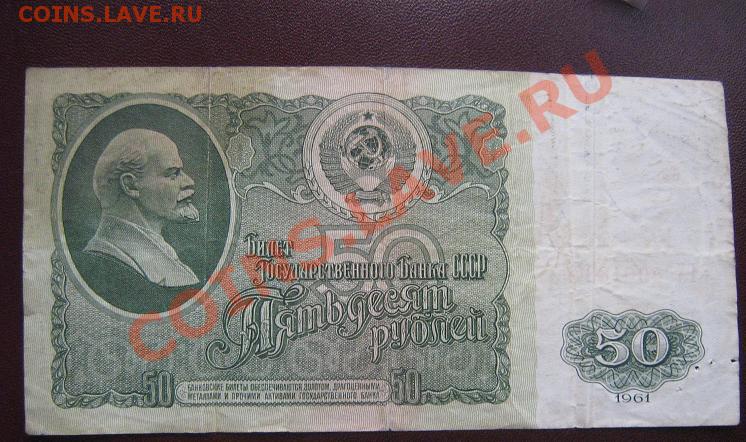 COINS.LAVE.RU
COINS.LAVE.RU
50
Билет
Государственного Банка СССР
Пятьдесят
рублей
50
БАНКОВСКИЕ БИЛЕТЫ ОБЕСПЕЧИВАЮТСЯ ЗОЛОТОМ, ДРАГОЦЕННЫМИ
МЕТАЛЛАМИ И ПРОЧИМИ АКТИВАМИ ГОСУДАРСТВЕННОГО БАНКА
50
50
1961